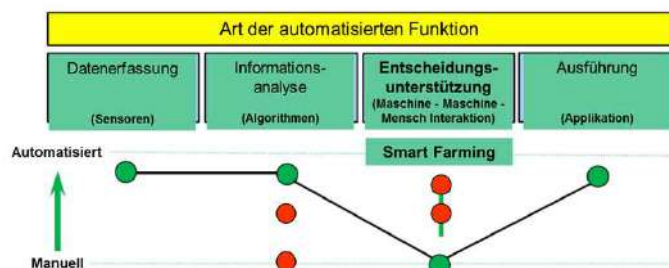 Art der automatisierten Funktion
Datenerfassung
(Sensoren)
Informations-
analyse
(Algorithmen)
Entscheidungs-
unterstützung
(Maschine - Maschine -
Mensch Interaktion)
Ausführung
(Applikation)
Automatisiert
Smart Farming
Manuell